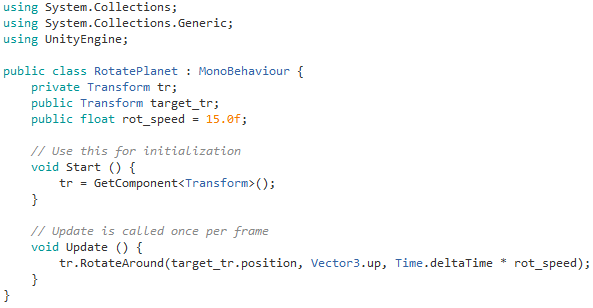 using System.Collections;
using System.Collections.Generic;
using UnityEngine;

public class RotatePlanet : MonoBehaviour {
    private Transform tr;
    public Transform target_tr;
    public float rot_speed = 15.0f;

    // Use this for initialization
    void Start () {
        tr = GetComponent<Transform>();
    }

    // Update is called once per frame
    void Update () {
        tr.RotateAround(target_tr.position, Vector3.up, Time.deltaTime * rot_speed);
    }
}